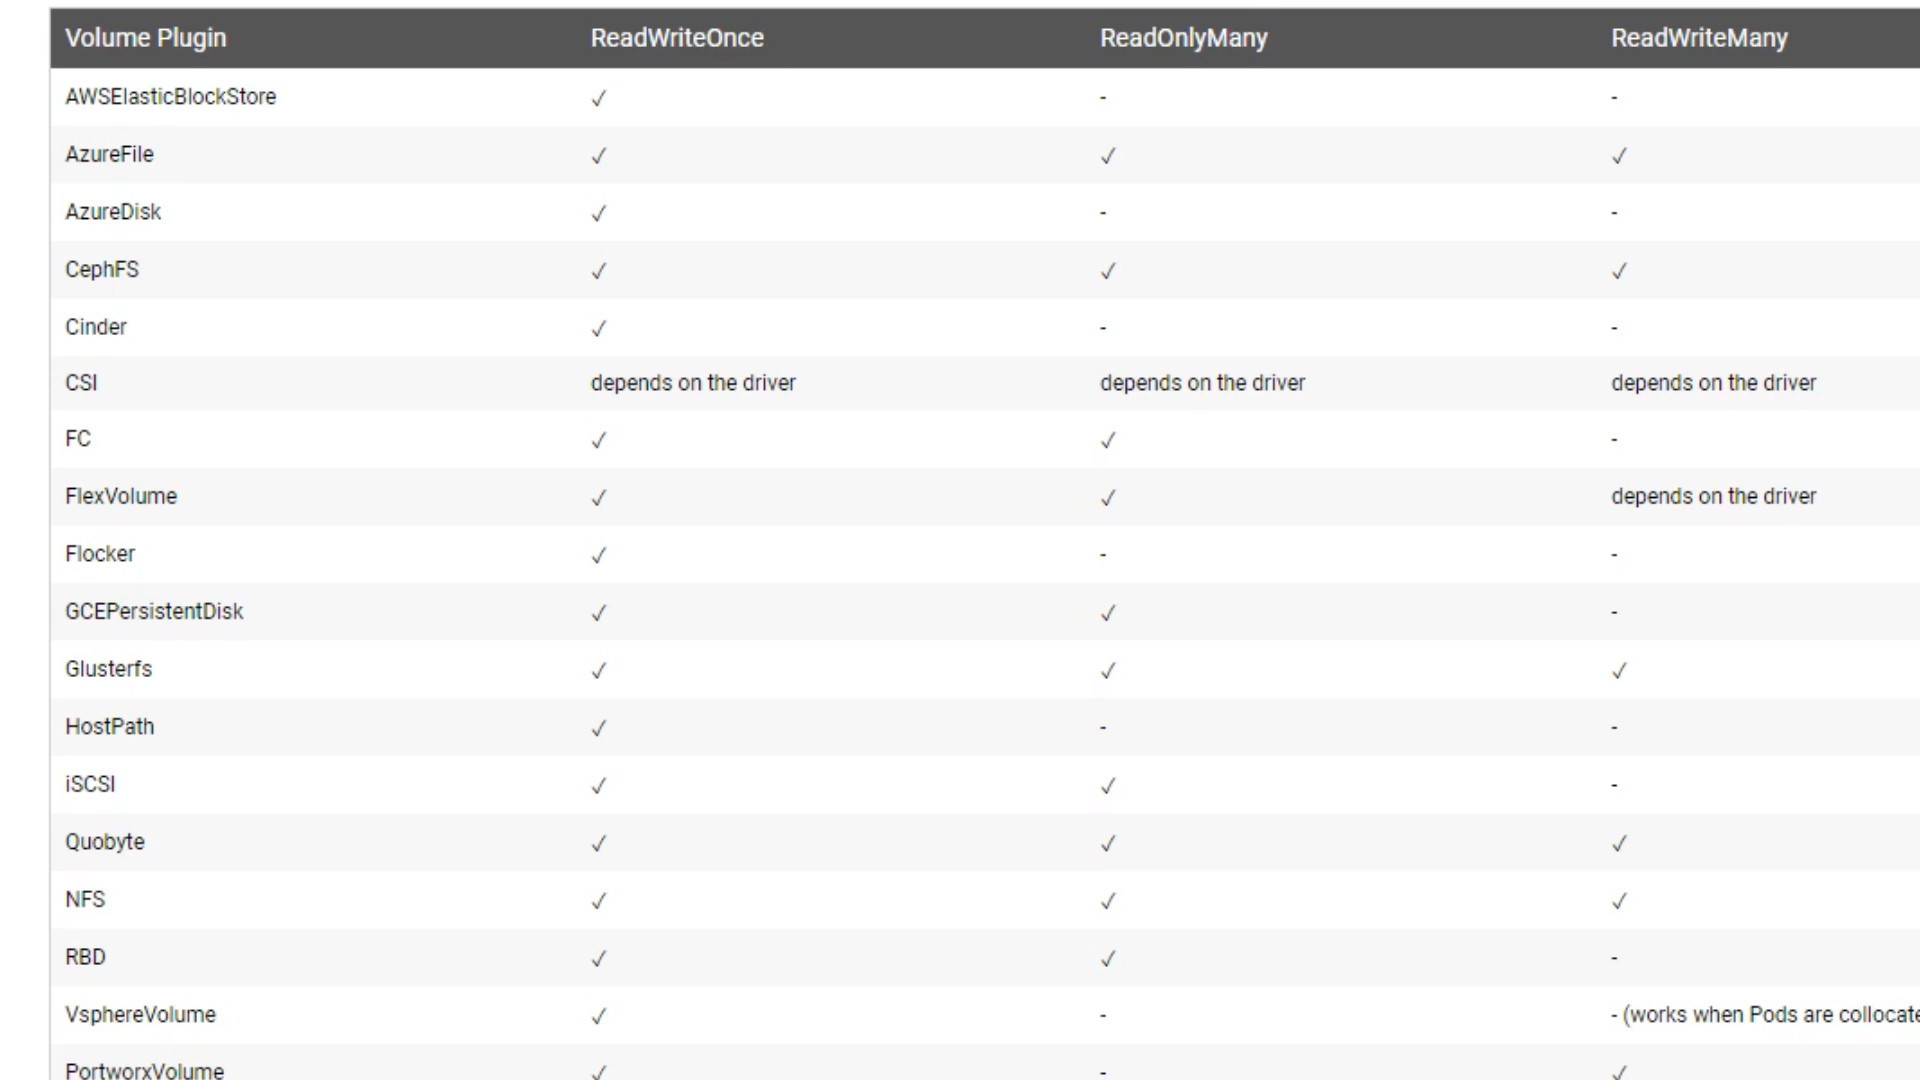 Volume Plugin ReadWriteOnce ReadOnlyMany ReadWriteMany
AWSElasticBlockStore ✓ - -
AzureFile ✓ ✓ ✓
AzureDisk ✓ - -
CephFS ✓ ✓ ✓
Cinder ✓ - -
CSI depends on the driver depends on the driver depends on the driver
FC ✓ ✓ -
FlexVolume ✓ ✓ depends on the driver
Flocker ✓ - -
GCEPersistentDisk ✓ ✓ -
Glusterfs ✓ ✓ ✓
HostPath ✓ - -
iSCSI ✓ ✓ -
Quobyte ✓ ✓ ✓
NFS ✓ ✓ ✓
RBD ✓ ✓ -
VsphereVolume ✓ - - (works when Pods are collocate
PortworxVolume ✓ - ✓